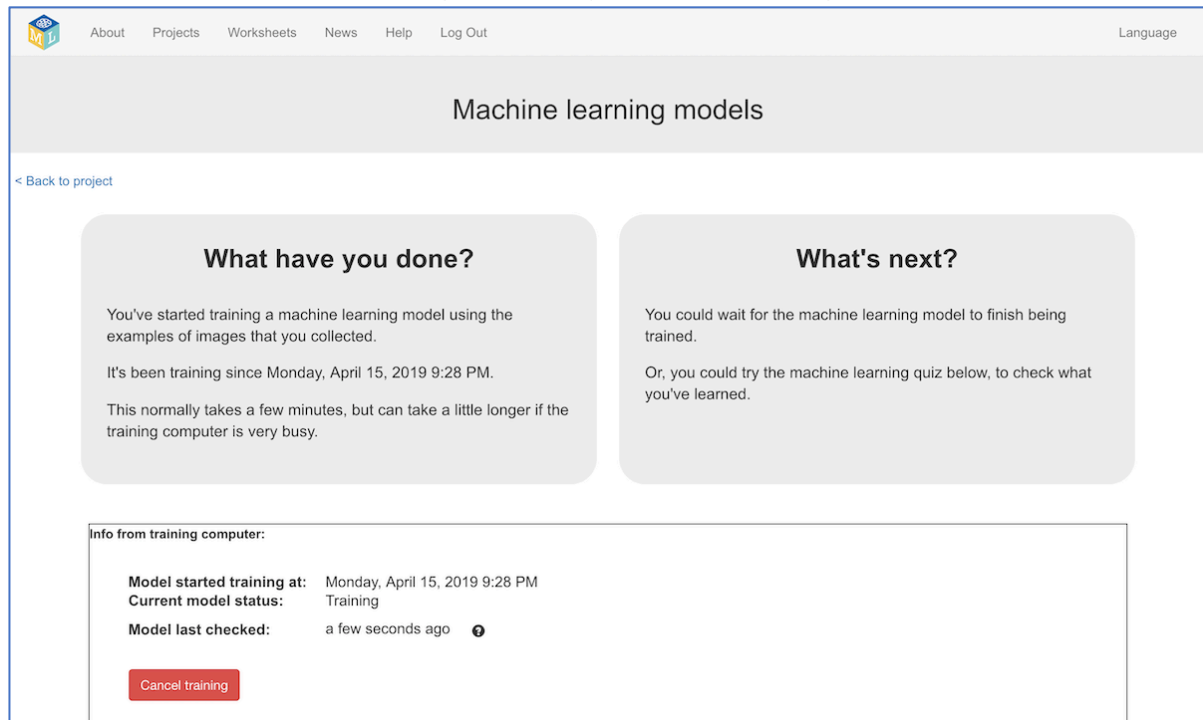 ML
About Projects Worksheets News Help Log Out Language
Machine learning models
< Back to project
What have you done?
You've started training a machine learning model using the
examples of images that you collected.
It's been training since Monday, April 15, 2019 9:28 PM.
This normally takes a few minutes, but can take a little longer if the
training computer is very busy.
What's next?
You could wait for the machine learning model to finish being
trained.
Or, you could try the machine learning quiz below, to check what
you've learned.
Info from training computer:
Model started training at: Monday, April 15, 2019 9:28 PM
Current model status: Training
Model last checked: a few seconds ago ?
Cancel training